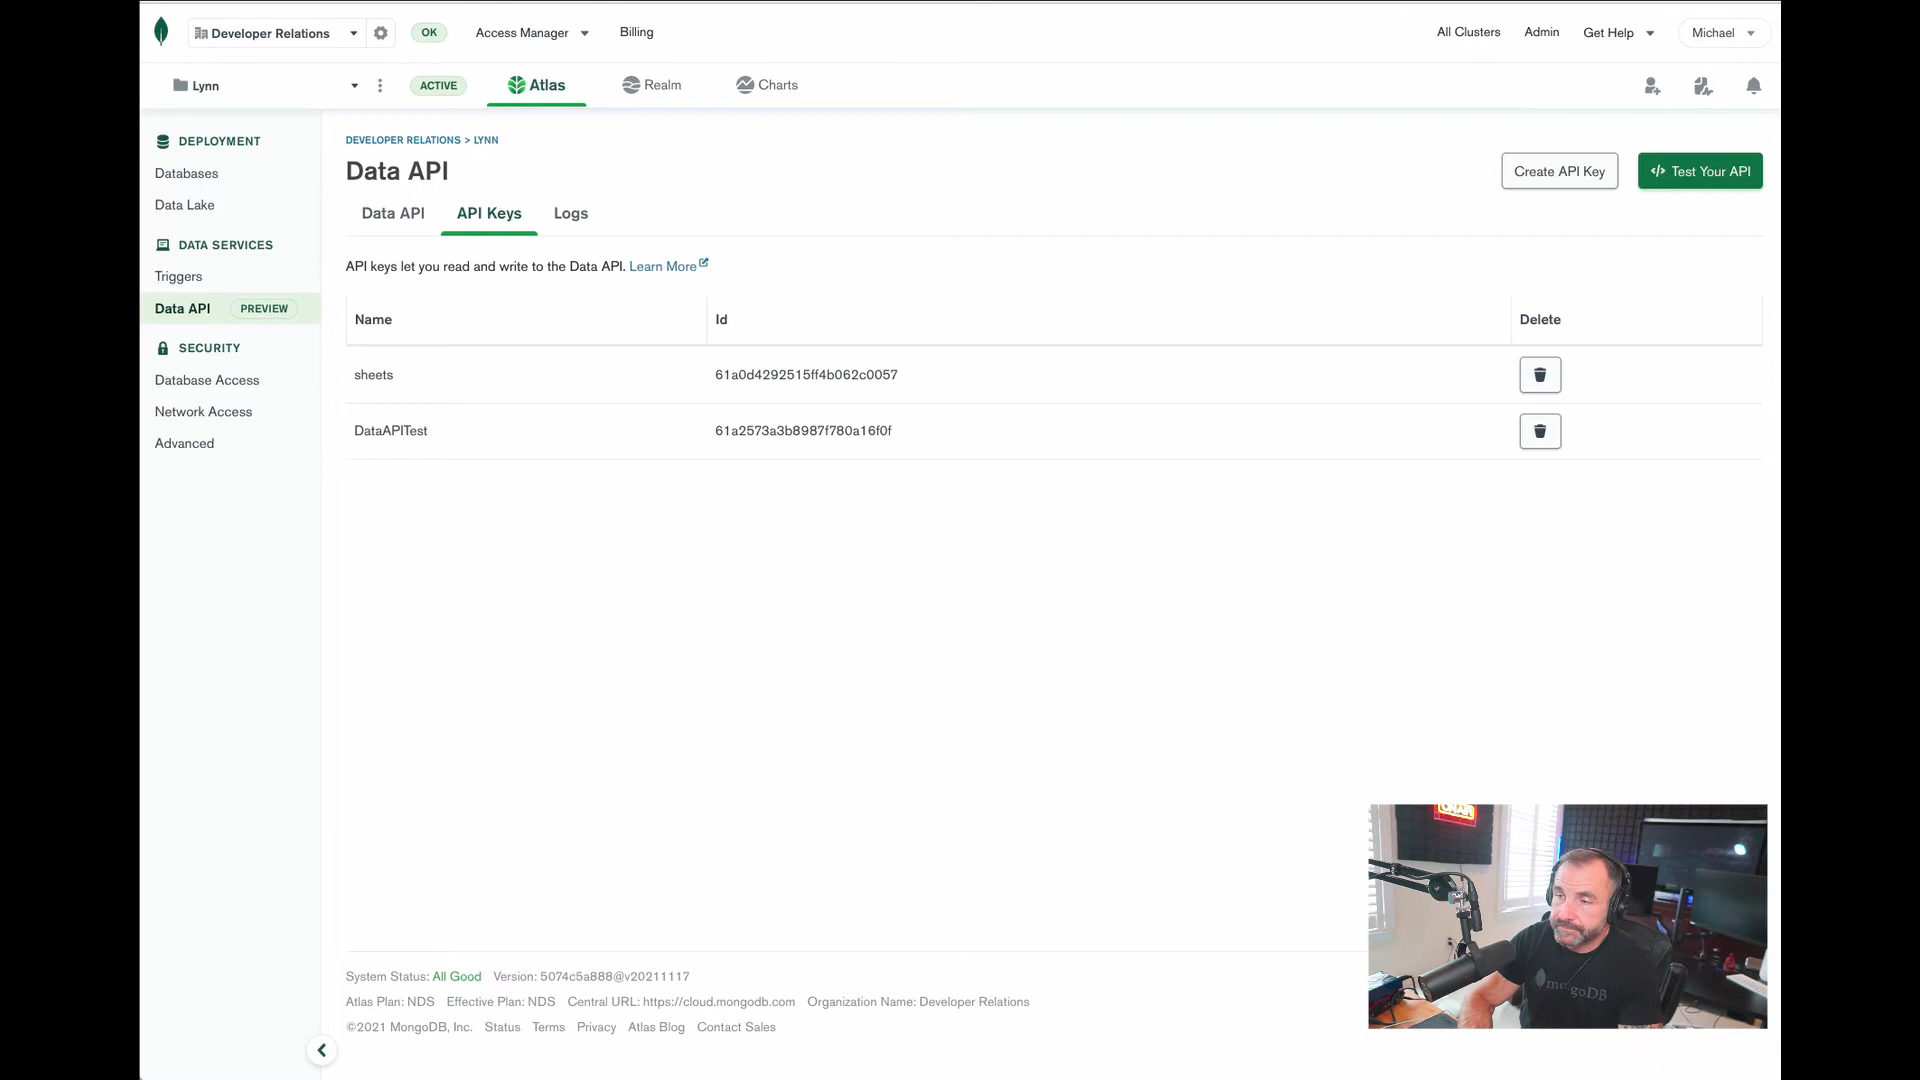 Developer Relations
OK
Access Manager
Billing
All Clusters
Admin
Get Help
Michael
Lynn
ACTIVE
Atlas
Realm
Charts
DEPLOYMENT
Databases
Data Lake
DATA SERVICES
Triggers
Data API
PREVIEW
SECURITY
Database Access
Network Access
Advanced
DEVELOPER RELATIONS > LYNN
Data API
Create API Key
Test Your API
Data API
API Keys
Logs
API keys let you read and write to the Data API. Learn More
Name
Id
Delete
sheets
61a0d4292515ff4b062c0057
DataAPITest
61a2573a3b8987f780a16f0f
System Status: All Good Version: 5074c5a888@v20211117
Atlas Plan: NDS Effective Plan: NDS Central URL: https://cloud.mongodb.com Organization Name: Developer Relations
©2021 MongoDB, Inc. Status Terms Privacy Atlas Blog Contact Sales